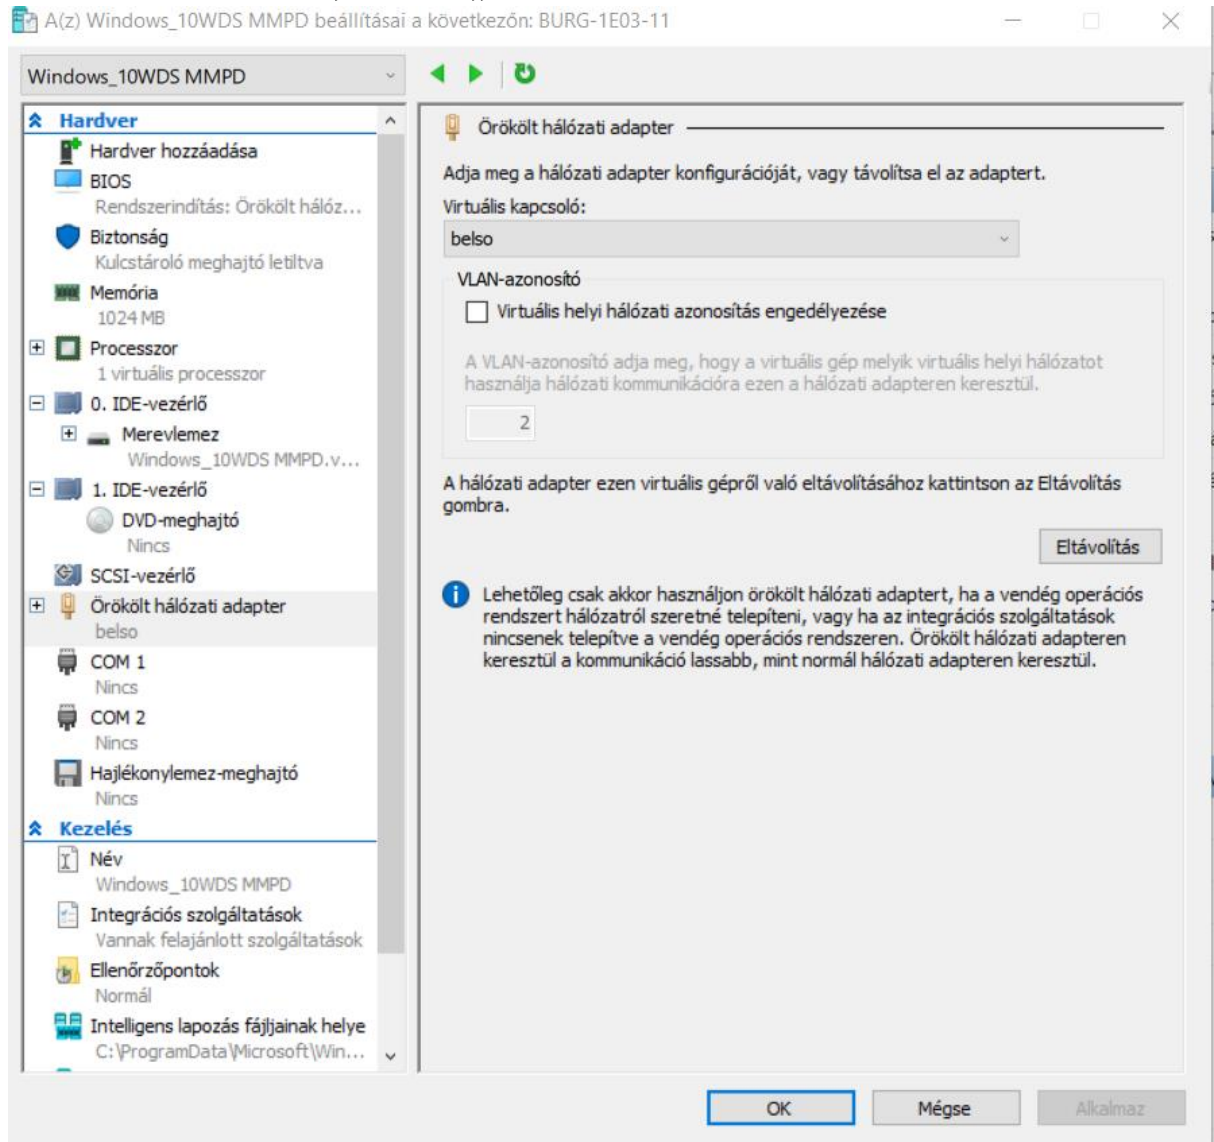 A(z) Windows_10WDS MMPD beállításai a következőn: BURG-1E03-11
Windows_10WDS MMPD
Hardver
Hardver hozzáadása
BIOS
Rendszerindítás: Örökölt hálóz...
Biztonság
Kulcstároló meghajtó letiltva
Memória
1024 MB
Processzor
1 virtuális processzor
0. IDE-vezérlő
Merevlemez
Windows_10WDS MMPD.v...
1. IDE-vezérlő
DVD-meghajtó
Nincs
SCSI-vezérlő
Örökölt hálózati adapter
belso
COM 1
Nincs
COM 2
Nincs
Hajlékonylemez-meghajtó
Nincs
Kezelés
Név
Windows_10WDS MMPD
Integrációs szolgáltatások
Vannak felajánlott szolgáltatások
Ellenőrzőpontok
Normál
Intelligens lapozás fájljainak helye
C:\ProgramData\Microsoft\Win...
Örökölt hálózati adapter
Adja meg a hálózati adapter konfigurációját, vagy távolítsa el az adaptert.
Virtuális kapcsoló:
belso
VLAN-azonosító
Virtuális helyi hálózati azonosítás engedélyezése
A VLAN-azonosító adja meg, hogy a virtuális gép melyik virtuális helyi hálózatot
használja hálózati kommunikációra ezen a hálózati adapteren keresztül.
2
A hálózati adapter ezen virtuális gépről való eltávolításához kattintson az Eltávolítás
gombra.
Eltávolítás
Lehetőleg csak akkor használjon örökölt hálózati adaptert, ha a vendég operációs
rendszert hálózatról szeretné telepíteni, vagy ha az integrációs szolgáltatások
nincsenek telepítve a vendég operációs rendszeren. Örökölt hálózati adapteren
keresztül a kommunikáció lassabb, mint normál hálózati adapteren keresztül.
OK
Mégse
Alkalmaz